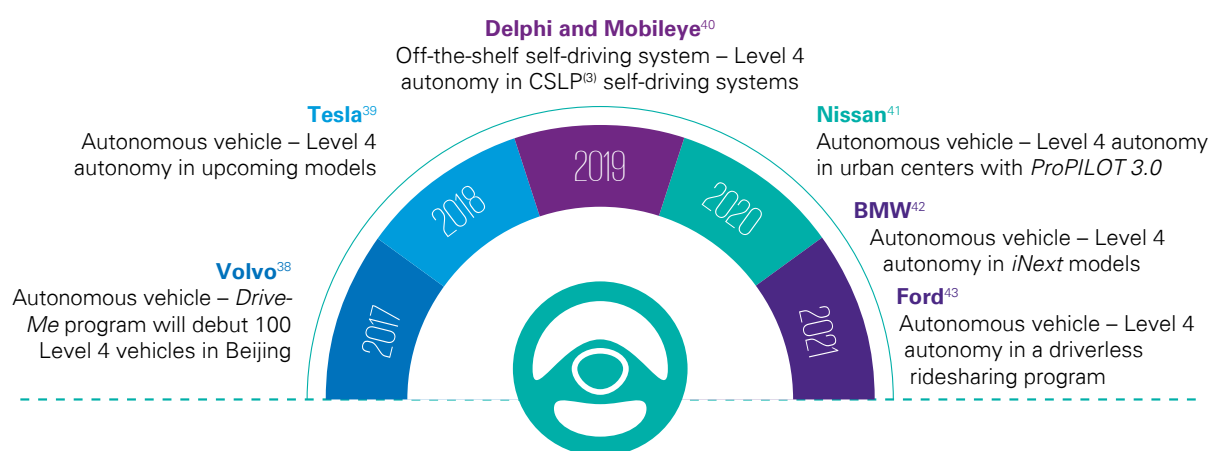 Delphi and Mobileye40
Off-the-shelf self-driving system – Level 4
autonomy in CSLP(3) self-driving systems
Tesla39
Autonomous vehicle – Level 4
autonomy in upcoming models
Nissan41
Autonomous vehicle – Level 4 autonomy
in urban centers with ProPILOT 3.0
BMW42
Autonomous vehicle – Level 4
autonomy in iNext models
Volvo38
Autonomous vehicle – Drive-
Me program will debut 100
Level 4 vehicles in Beijing
Ford43
Autonomous vehicle – Level 4
autonomy in a driverless
ridesharing program
2017
2018
2019
2020
2021